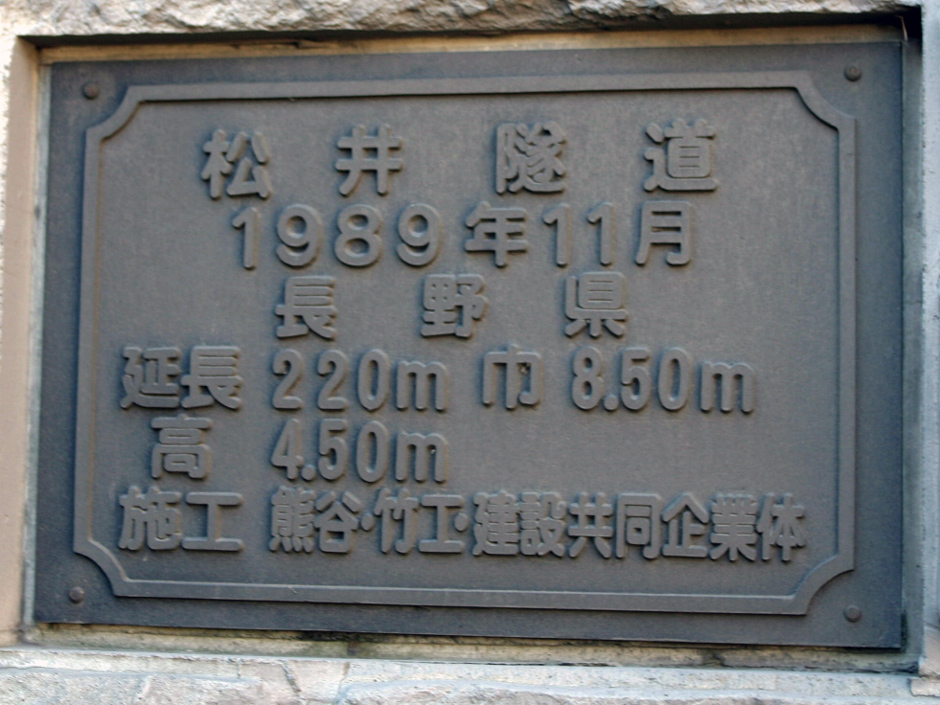 松井隧道
1989年11月
長野県
延長 220m 巾 8.50m
高 4.50m
施工 熊谷・竹工・建設共同企業体